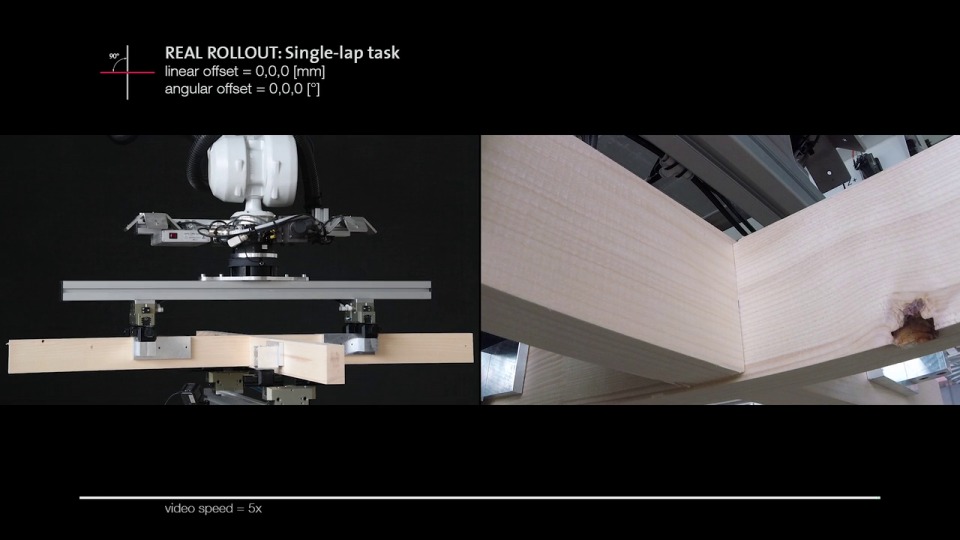 90°
REAL ROLLOUT: Single-lap task
linear offset = 0,0,0 [mm]
angular offset = 0,0,0 [°]
video speed = 5x